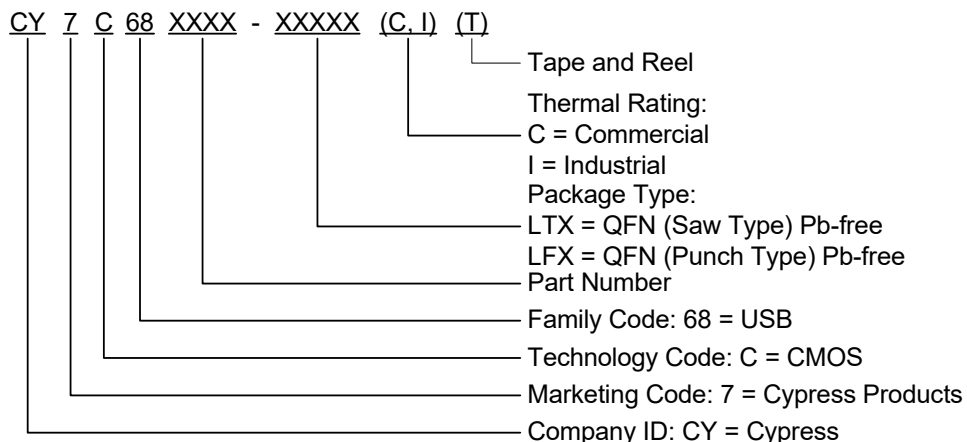 CY 7 C 68 XXXX - XXXXX (C, I) (T)
Tape and Reel
Thermal Rating:
C = Commercial
I = Industrial
Package Type:
LTX = QFN (Saw Type) Pb-free
LFX = QFN (Punch Type) Pb-free
Part Number
Family Code: 68 = USB
Technology Code: C = CMOS
Marketing Code: 7 = Cypress Products
Company ID: CY = Cypress